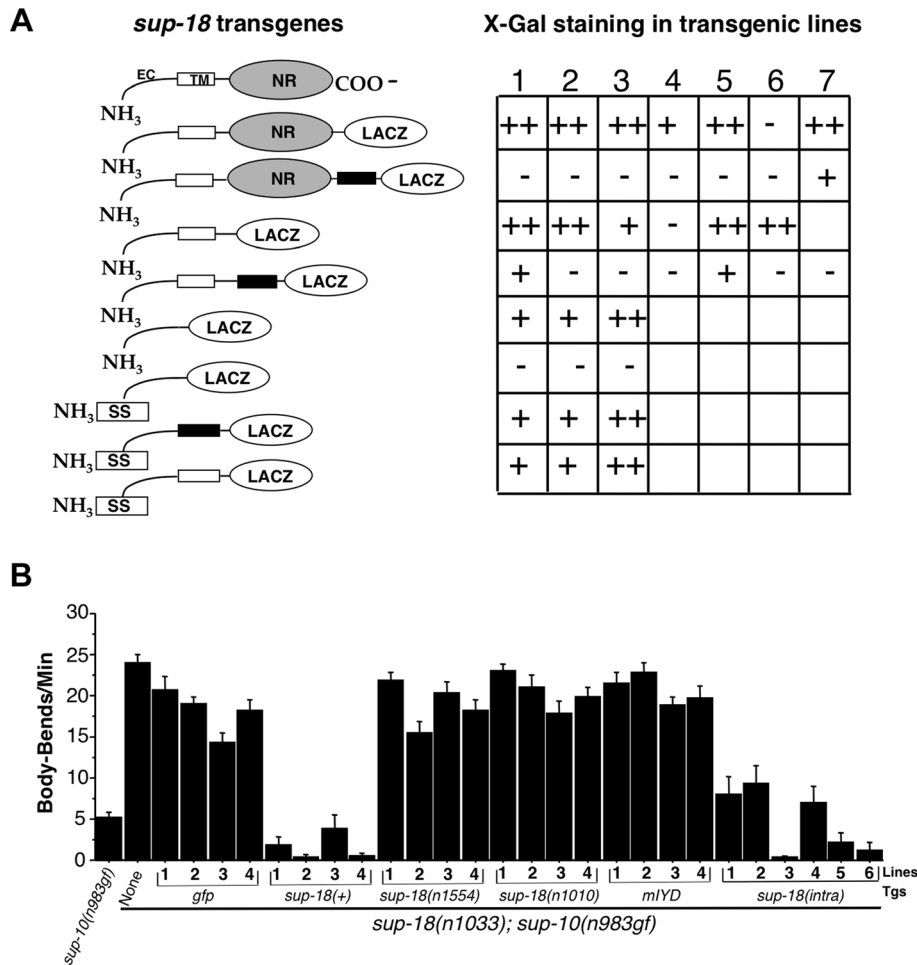 A
sup-18 transgenes
X-Gal staining in transgenic lines
EC TM NR COO -
NH3
LACZ NR
NH3
NR LACZ
NH3
LACZ
NH3
LACZ
NH3
LACZ
NH3
LACZ
NH3 SS
LACZ
NH3 SS
LACZ
NH3 SS
1 2 3 4 5 6 7
++ ++ ++ + ++ - ++
- - - - - - +
++ ++ + - ++ ++
+ - - - + - -
+ + ++
- - -
+ + ++
+ + ++
B
Body-Bends/Min
30
25
20
15
10
5
0
sup-10(n983gf)
None
1 2 3 4 1 2 3 4 1 2 3 4 1 2 3 4 1 2 3 4 1 2 3 4 5 6 Lines
gfp sup-18(+) sup-18(n1554) sup-18(n1010) mIYD sup-18(intra) Tgs
sup-18(n1033); sup-10(n983gf)